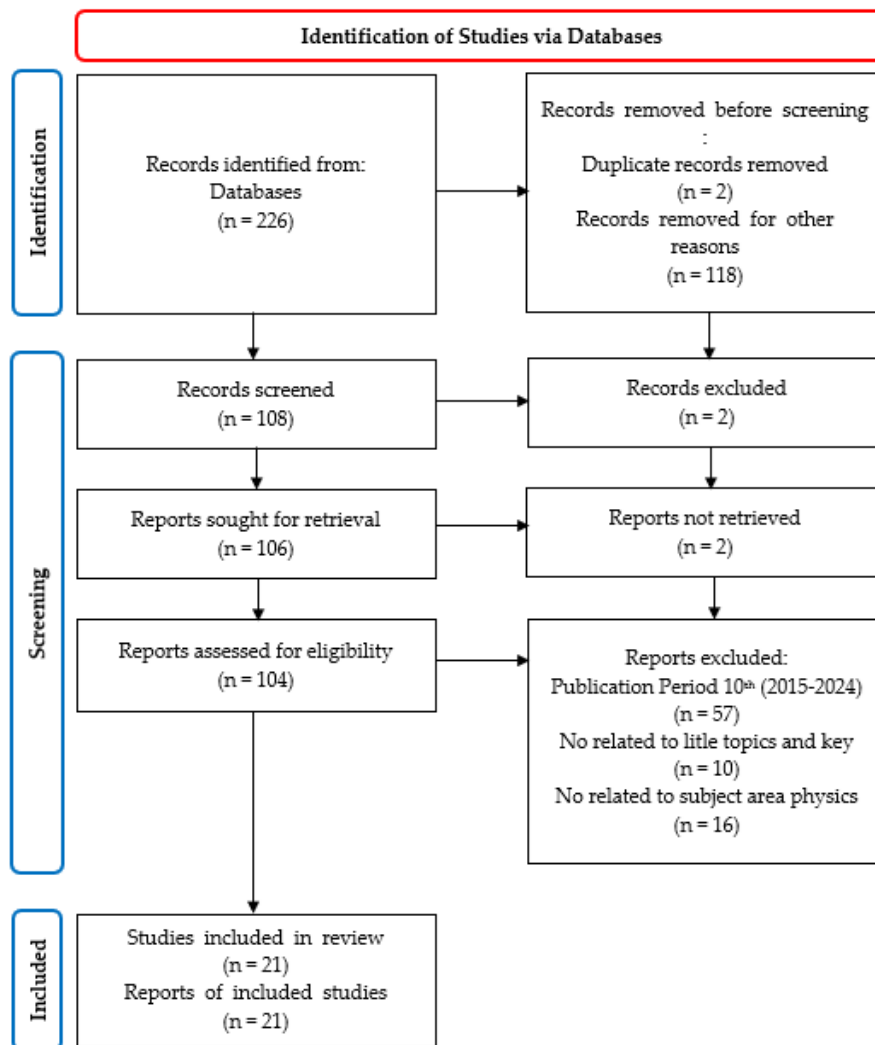 Identification of Studies via Databases
Identification
Records identified from:
Databases
(n = 226)
Records removed before screening
:
Duplicate records removed
(n = 2)
Records removed for other
reasons
(n = 118)
Screening
Records screened
(n = 108)
Records excluded
(n = 2)
Reports sought for retrieval
(n = 106)
Reports not retrieved
(n = 2)
Reports assessed for eligibility
(n = 104)
Reports excluded:
Publication Period 10th (2015-2024)
(n = 57)
No related to litle topics and key
(n = 10)
No related to subject area physics
(n = 16)
Included
Studies included in review
(n = 21)
Reports of included studies
(n = 21)